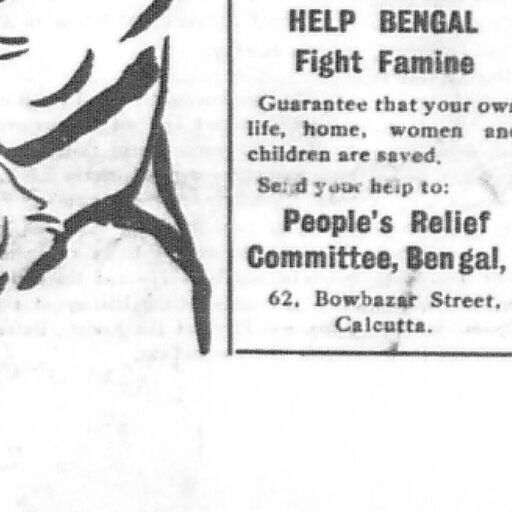 HELP BENGAL
Fight Famine
Guarantee that your own
life, home, women and
children are saved.
Send your help to:
People's Relief
Committee, Bengal,
62, Bowbazar Street,
Calcutta.